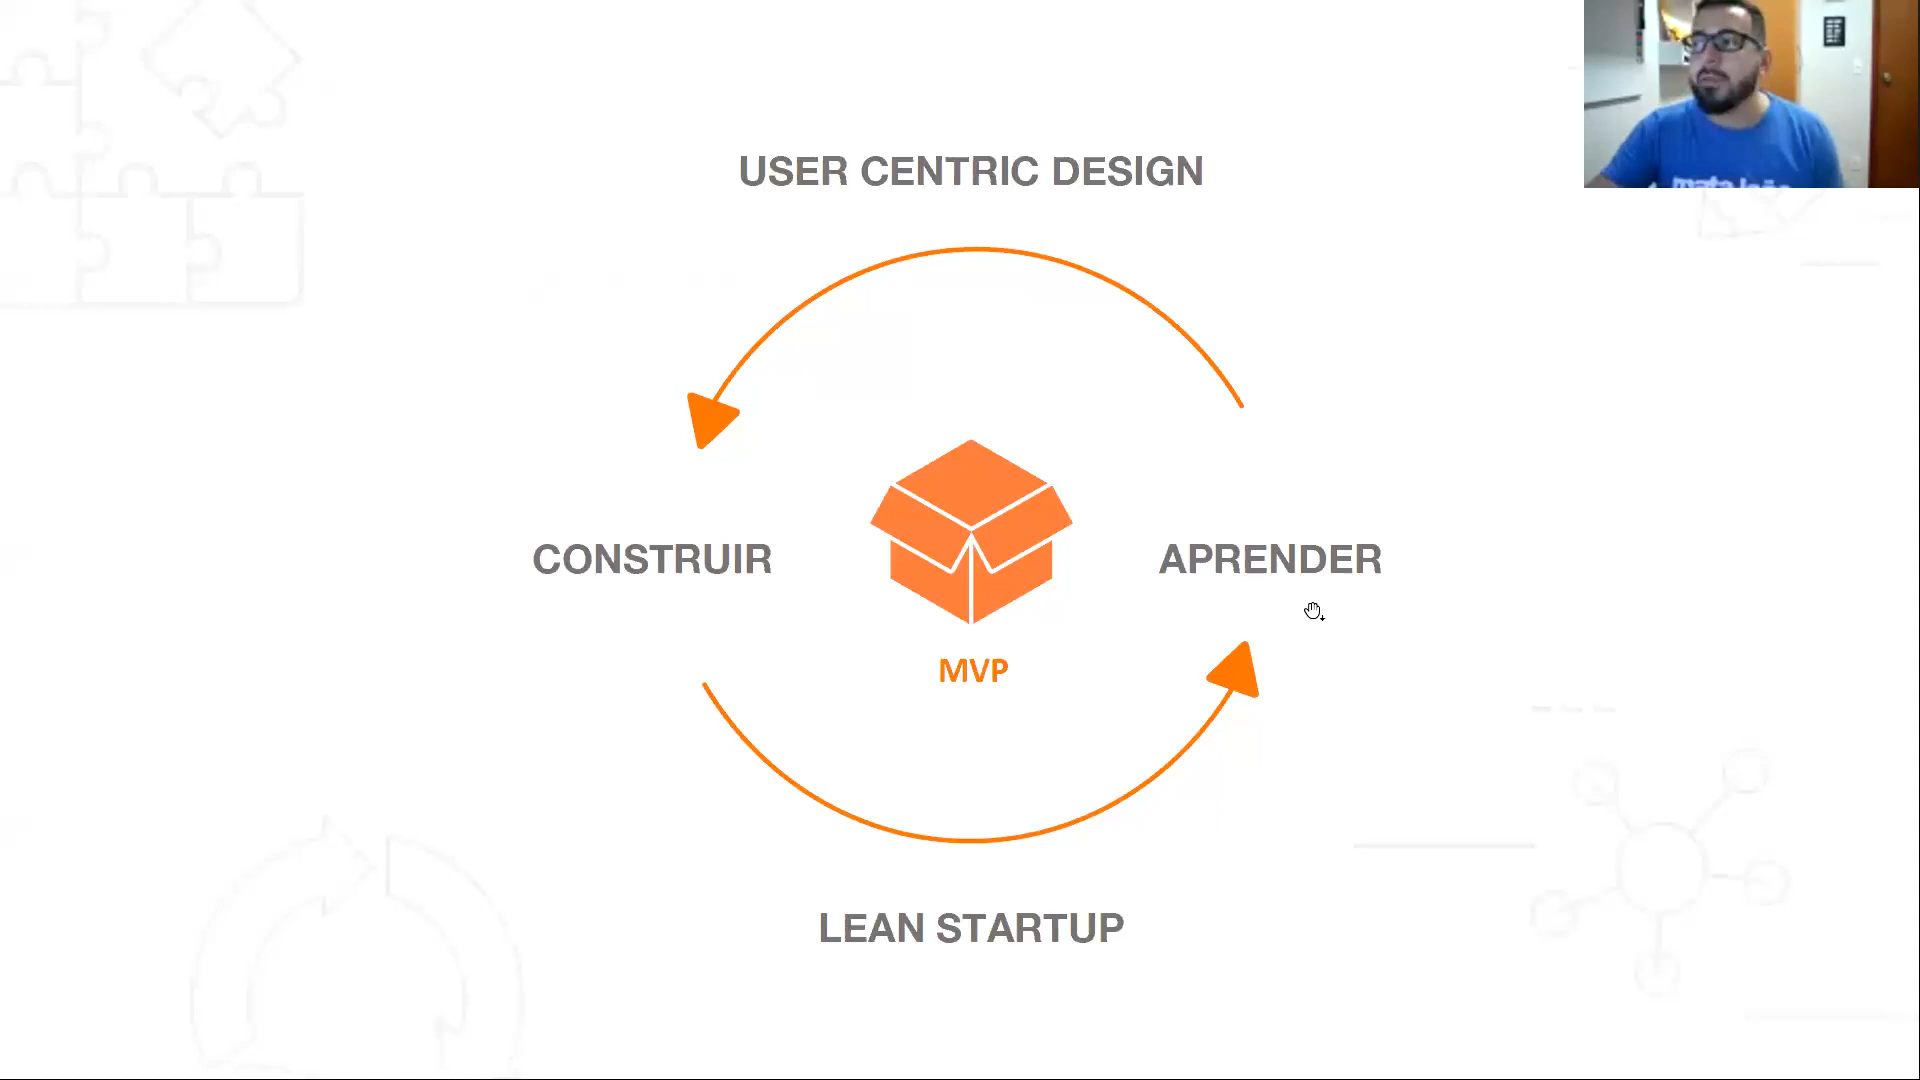 USER CENTRIC DESIGN
CONSTRUIR
APRENDER
MVP
LEAN STARTUP